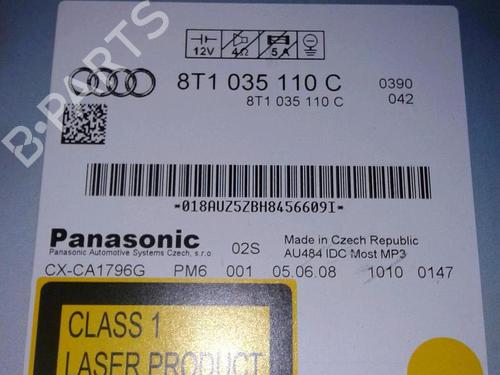 B-PARTS
12V 4Ω 5A
8T1 035 110 C 0390
8T1 035 110 C 042
*018AUZ5ZBH8456609I*
Panasonic 02S Made in Czech Republic
Panasonic Automotive Systems Czech, s.r.o. AU484 IDC Most MP3
CX-CA1796G PM6 001 05.06.08 1010 0147
CLASS 1
LASER PRODUCT